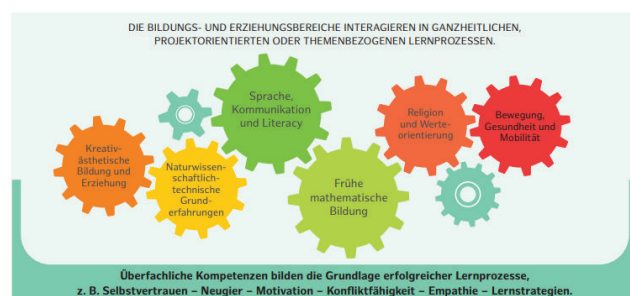 DIE BILDUNGS- UND ERZIEHUNGSBEREICHE INTERAGIEREN IN GANZHEITLICHEN,
PROJEKTORIENTIERTEN ODER THEMENBEZOGENEN LERNPROZESSEN.
Sprache,
Kommunikation
und Literacy
Religion
und Werte-
orientierung
Bewegung,
Gesundheit und
Mobilität
Kreativ-
ästhetische
Bildung und
Erziehung
Naturwissen-
schaftlich-
technische
Grund-
erfahrungen
Frühe
mathematische
Bildung
Überfachliche Kompetenzen bilden die Grundlage erfolgreicher Lernprozesse,
z. B. Selbstvertrauen – Neugier – Motivation – Konfliktfähigkeit – Empathie – Lernstrategien.